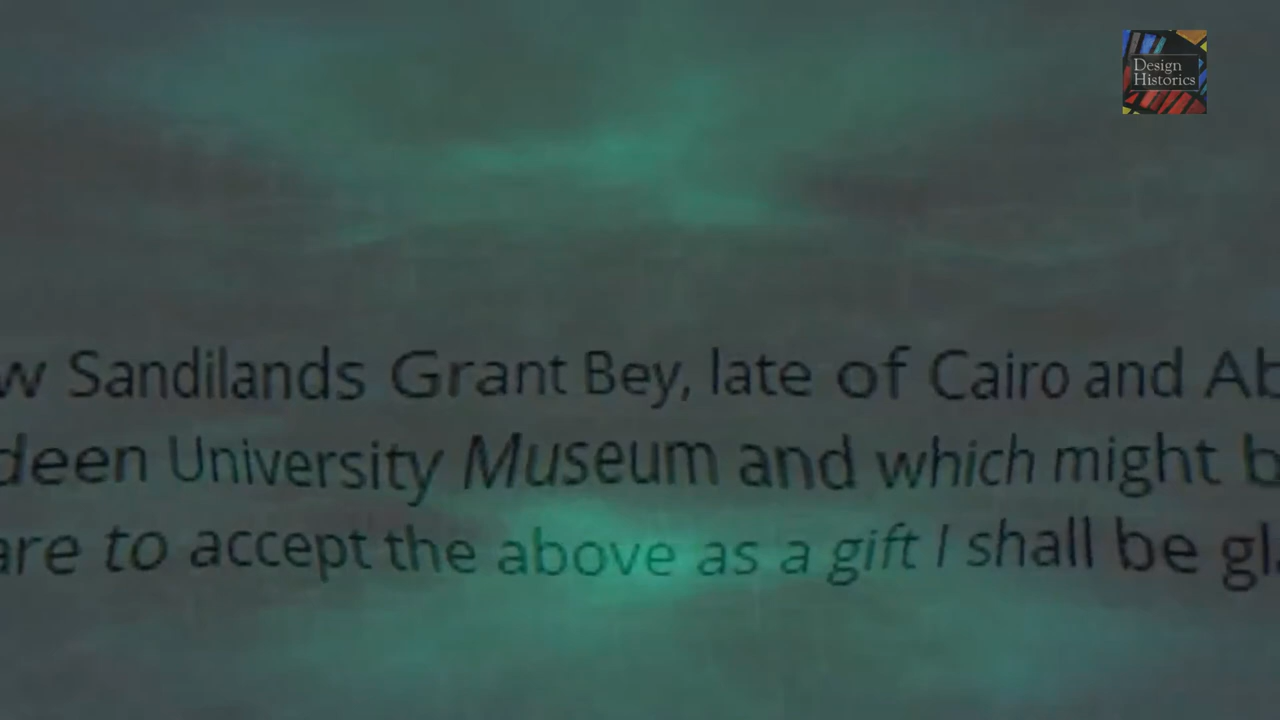 Design
Historics
w Sandilands Grant Bey, late of Cairo and Ab
deen University Museum and which might b
are to accept the above as a gift I shall be gl